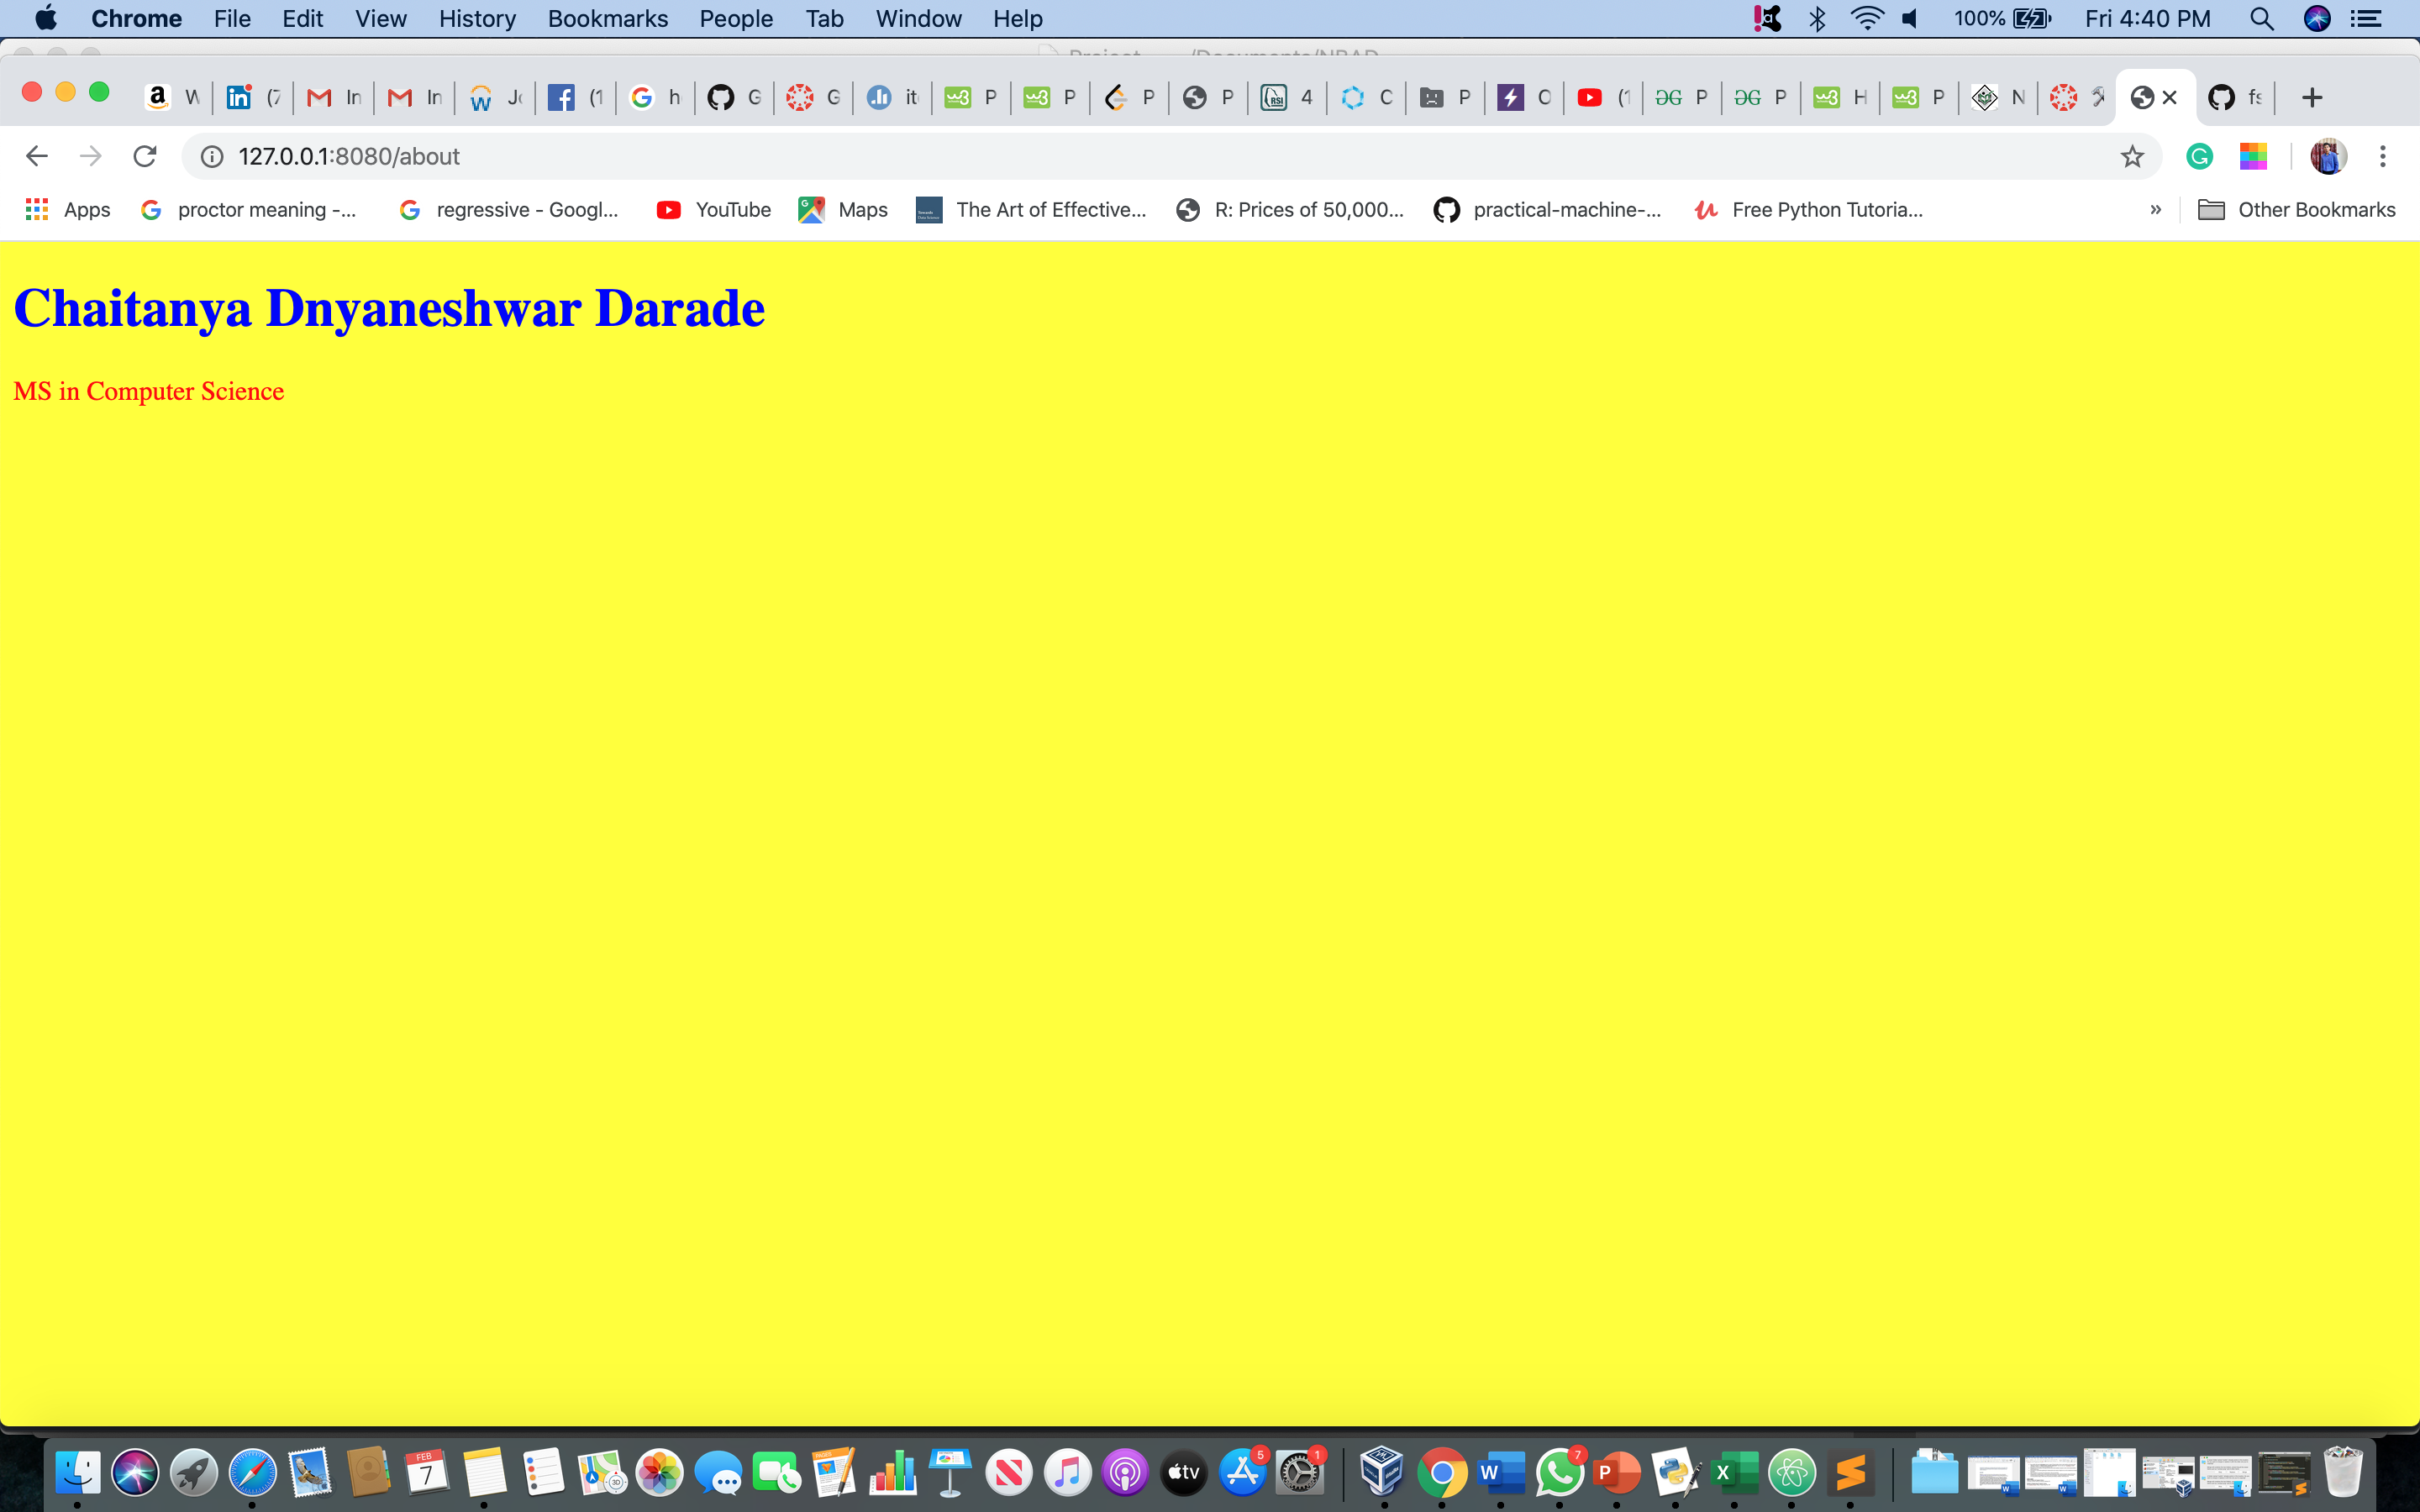 Chrome File Edit View History Bookmarks People Tab Window Help 100% Fri 4:40 PM
W (7 In In Jo (1 h G G it P P P P 4 C P O (1 P P H P N fs
127.0.0.1:8080/about
Apps proctor meaning -... regressive - Googl... YouTube Maps The Art of Effective... R: Prices of 50,000... practical-machine-... Free Python Tutoria... » Other Bookmarks
Chaitanya Dnyaneshwar Darade
MS in Computer Science
FEB
7
3D
tv
5
1
W
7
P
X